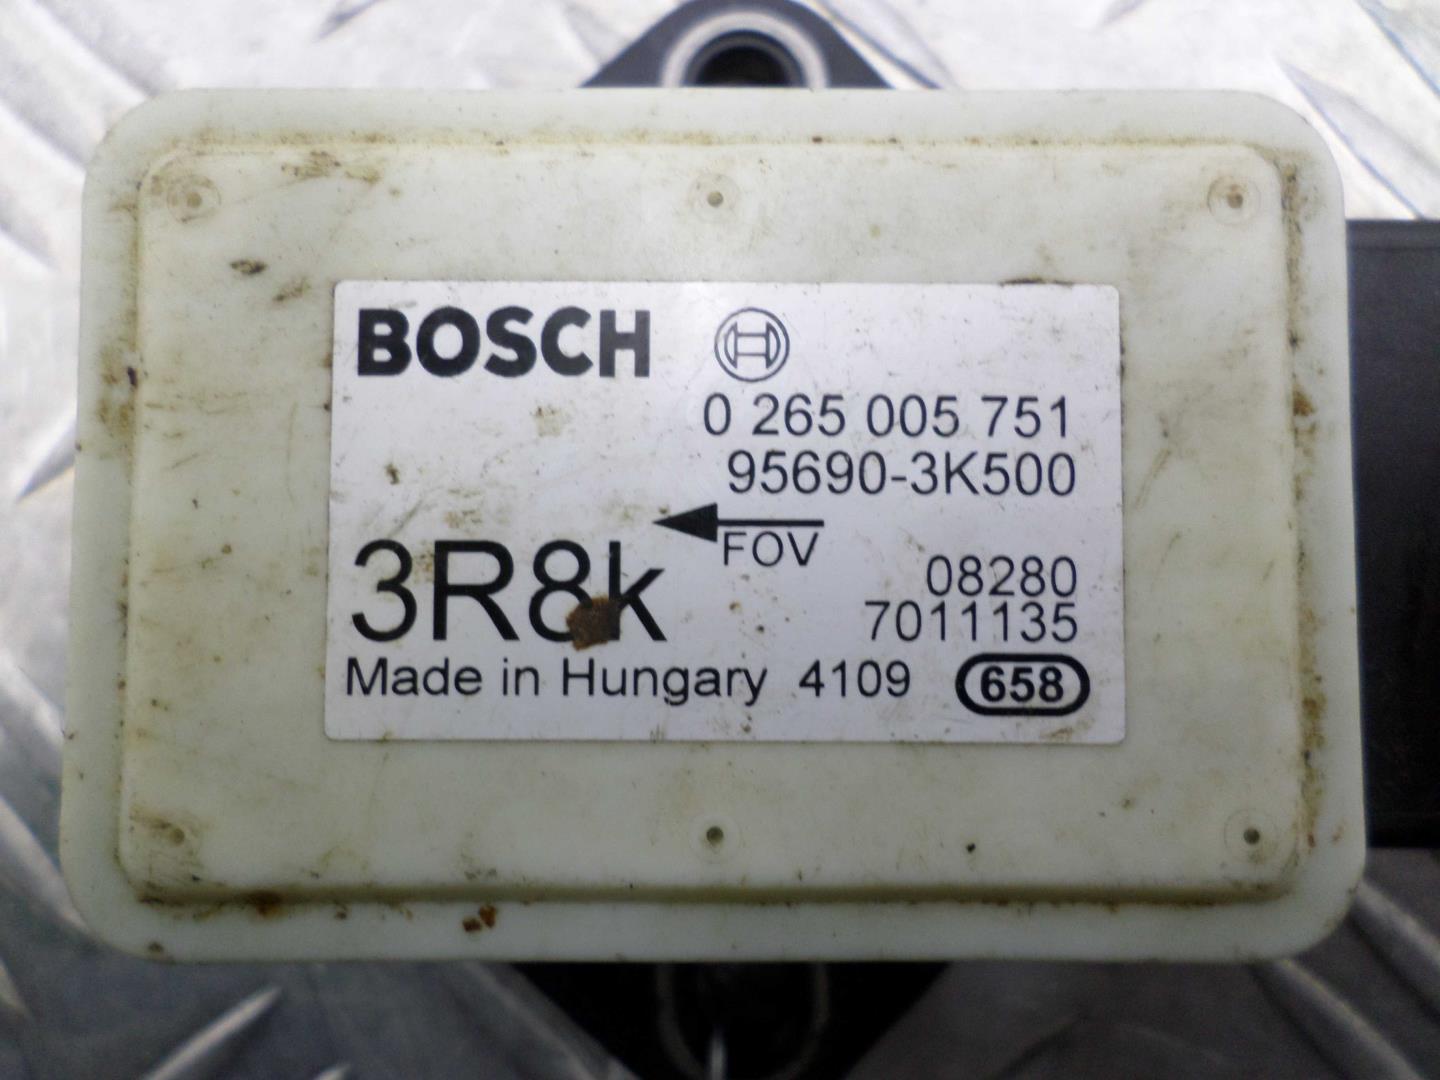 BOSCH
0 265 005 751
95690-3K500
FOV
3R8k
08280
7011135
Made in Hungary 4109 658